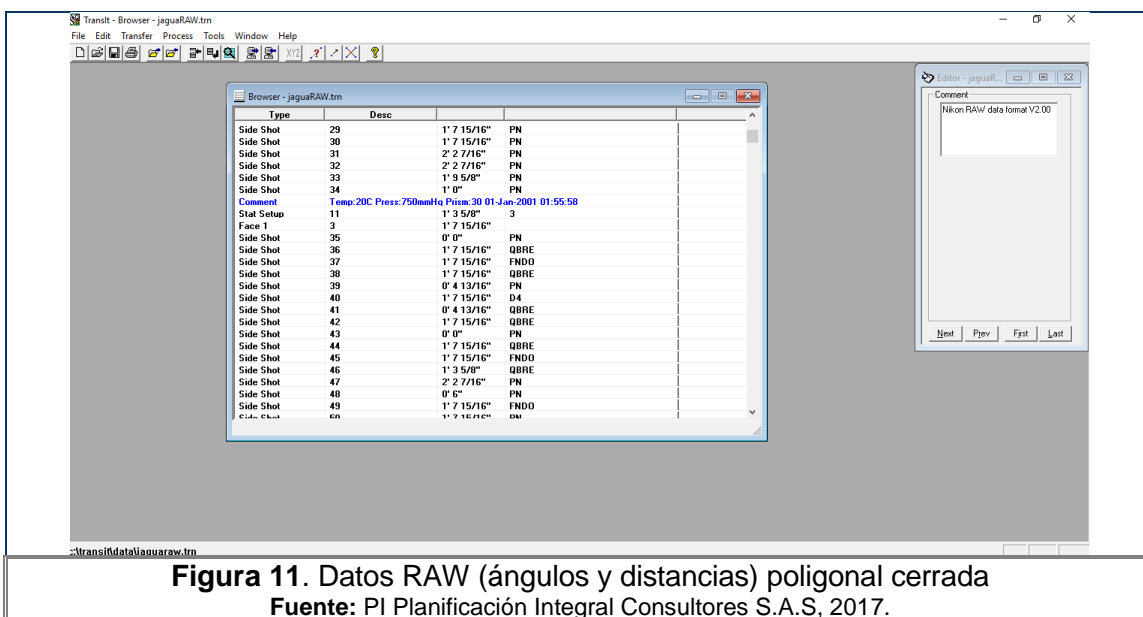 TransIt - Browser - jaguaRAW.trn
File Edit Transfer Process Tools Window Help
XYZ
Browser - jaguaRAW.trn
Type Desc
Side Shot 29 1' 7 15/16" PN
Side Shot 30 1' 7 15/16" PN
Side Shot 31 2' 2 7/16" PN
Side Shot 32 2' 2 7/16" PN
Side Shot 33 1' 9 5/8" PN
Side Shot 34 1' 0" PN
Comment Temp:20C Press:750mmHg Prism:30 01-Jan-2001 01:55:58
Stat Setup 11 1' 3 5/8" 3
Face 1 3 1' 7 15/16"
Side Shot 35 0' 0" PN
Side Shot 36 1' 7 15/16" QBRE
Side Shot 37 1' 7 15/16" FNDO
Side Shot 38 1' 7 15/16" QBRE
Side Shot 39 0' 4 13/16" PN
Side Shot 40 1' 7 15/16" D4
Side Shot 41 0' 4 13/16" QBRE
Side Shot 42 1' 7 15/16" QBRE
Side Shot 43 0' 0" PN
Side Shot 44 1' 7 15/16" QBRE
Side Shot 45 1' 7 15/16" FNDO
Side Shot 46 1' 3 5/8" QBRE
Side Shot 47 2' 2 7/16" PN
Side Shot 48 0' 6" PN
Side Shot 49 1' 7 15/16" FNDO
Side Shot 50 1' 7 15/16" PN
Editor - jaguaR...
Comment
Nikon RAW data format V2.00
Next Prev First Last
:\transit\data\jaguaraw.trn
Figura 11. Datos RAW (ángulos y distancias) poligonal cerrada
Fuente: PI Planificación Integral Consultores S.A.S, 2017.